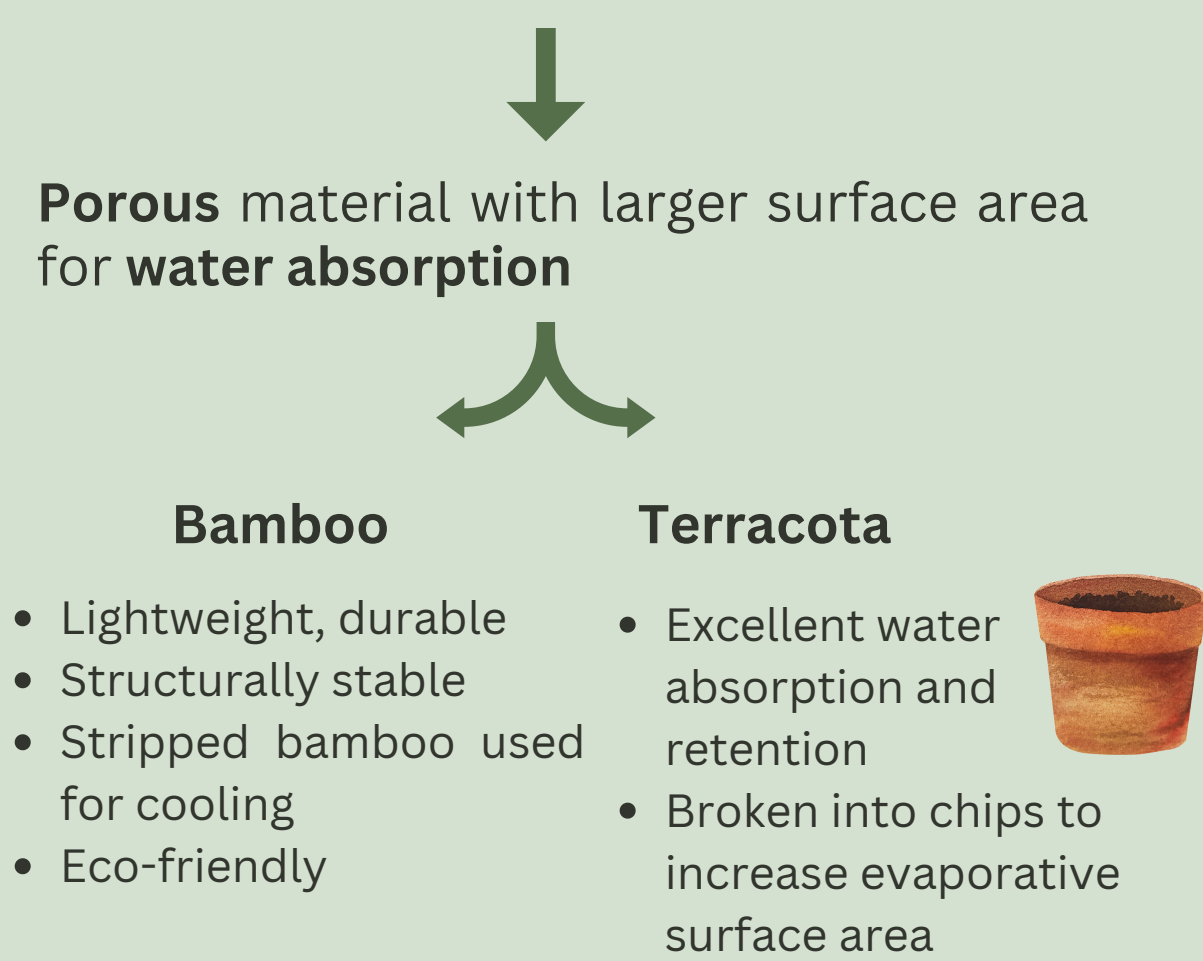 Porous material with larger surface area
for water absorption
Bamboo
• Lightweight, durable
• Structurally stable
• Stripped bamboo used
for cooling
• Eco-friendly
Terracota
• Excellent water
absorption and
retention
• Broken into chips to
increase evaporative
surface area